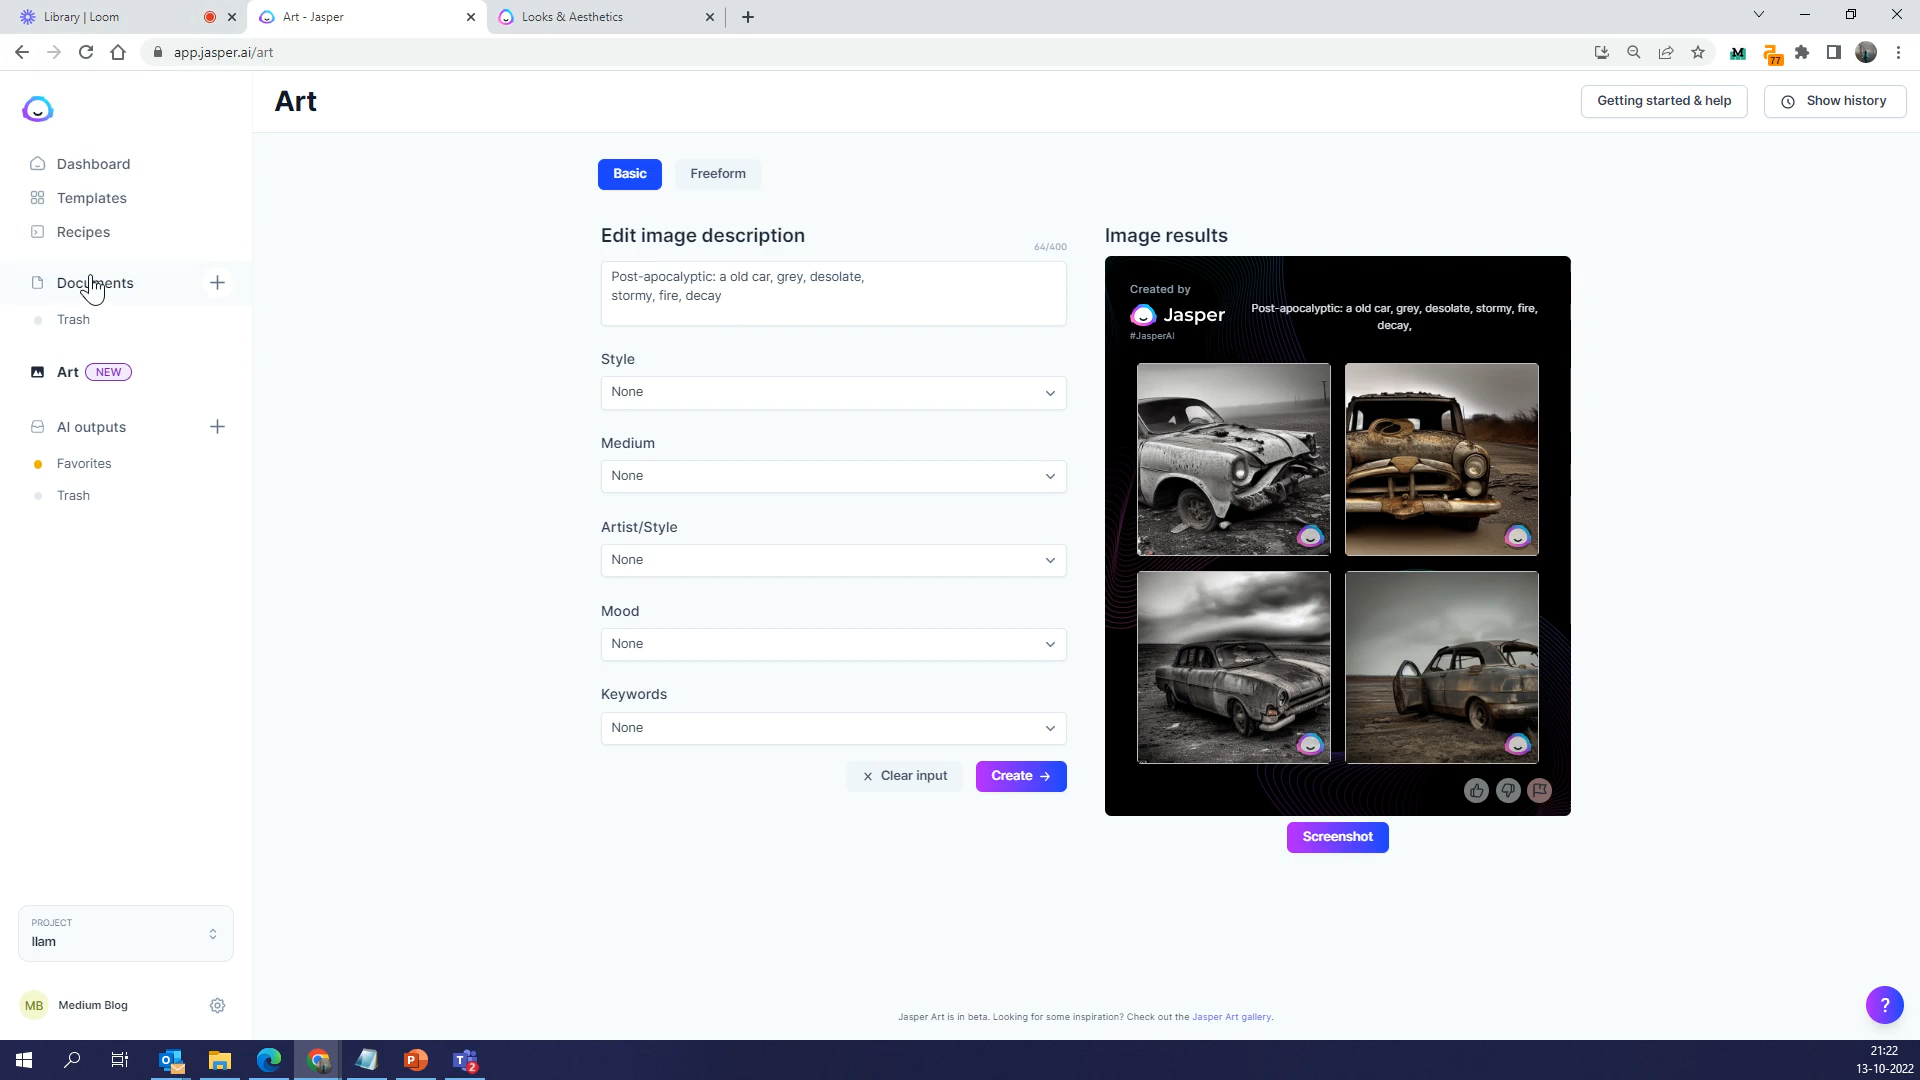 Library | Loom
Art - Jasper
Looks & Aesthetics
app.jasper.ai/art
77
Art
Getting started & help
Show history
Dashboard
Templates
Recipes
Documents
Trash
Art NEW
AI outputs
Favorites
Trash
PROJECT
llam
MB Medium Blog
Basic
Freeform
Edit image description
64/400
Post-apocalyptic: a old car, grey, desolate,
stormy, fire, decay
Style
None
Medium
None
Artist/Style
None
Mood
None
Keywords
None
Clear input
Create →
Image results
Created by
Jasper
#JasperAI
Post-apocalyptic: a old car, grey, desolate, stormy, fire,
decay,
Screenshot
Jasper Art is in beta. Looking for some inspiration? Check out the Jasper Art gallery.
?
2
21:22
13-10-2022